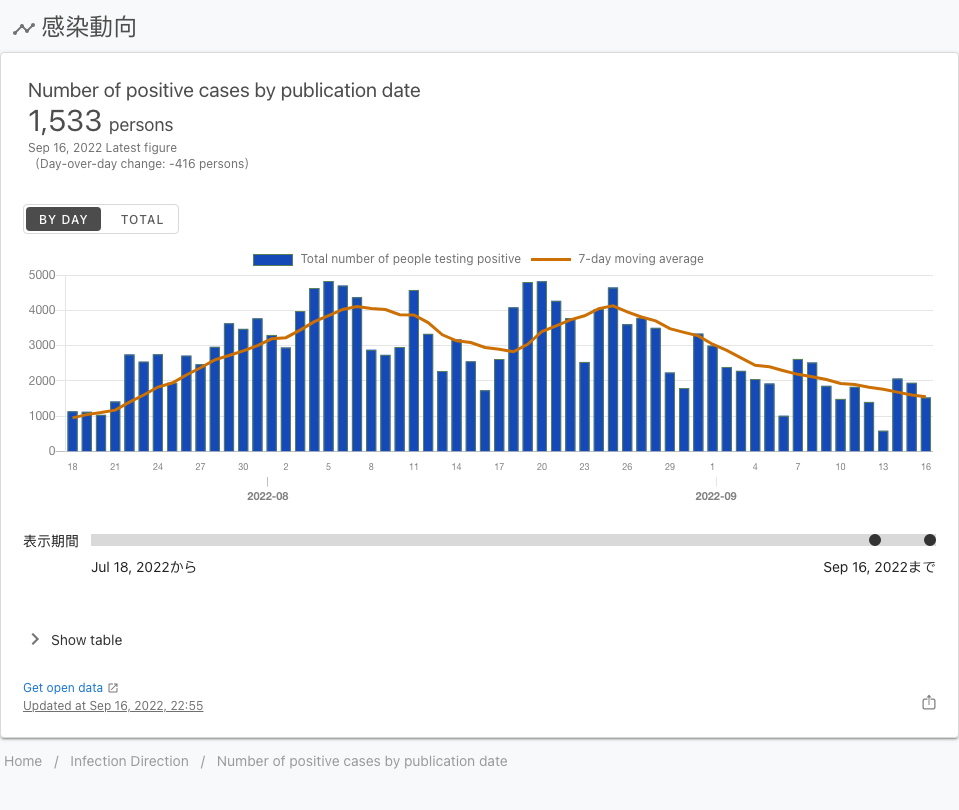 感染動向
Number of positive cases by publication date
1,533 persons
Sep 16, 2022 Latest figure
（Day-over-day change: -416 persons）
BY DAY TOTAL
Total number of people testing positive 7-day moving average
5000
4000
3000
2000
1000
0
18 21 24 27 30 2 5 8 11 14 17 20 23 26 29 1 4 7 10 13 16
2022-08 2022-09
表示期間
Jul 18, 2022から Sep 16, 2022まで
Show table
Get open data
Updated at Sep 16, 2022, 22:55
Home / Infection Direction / Number of positive cases by publication date